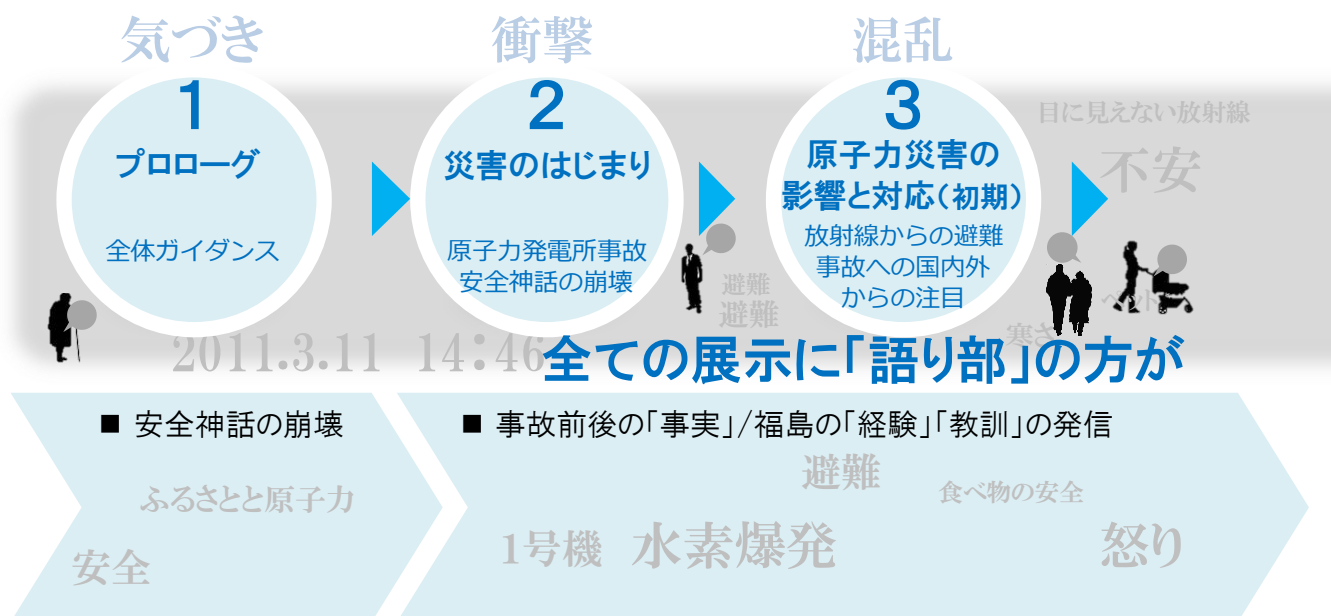 気づき
衝撃
混乱
1
プロローグ
全体ガイダンス
2
災害のはじまり
原子力発電所事故
安全神話の崩壊
3
原子力災害の
影響と対応(初期)
放射線からの避難
事故への国内外
からの注目
目に見えない放射線
不安
避難
避難
ペット
寒さ
2011.3.11 14:46
全ての展示に「語り部」の方が
■ 安全神話の崩壊
■ 事故前後の「事実」/福島の「経験」「教訓」の発信
ふるさとと原子力
安全
避難
食べ物の安全
1号機 水素爆発
怒り